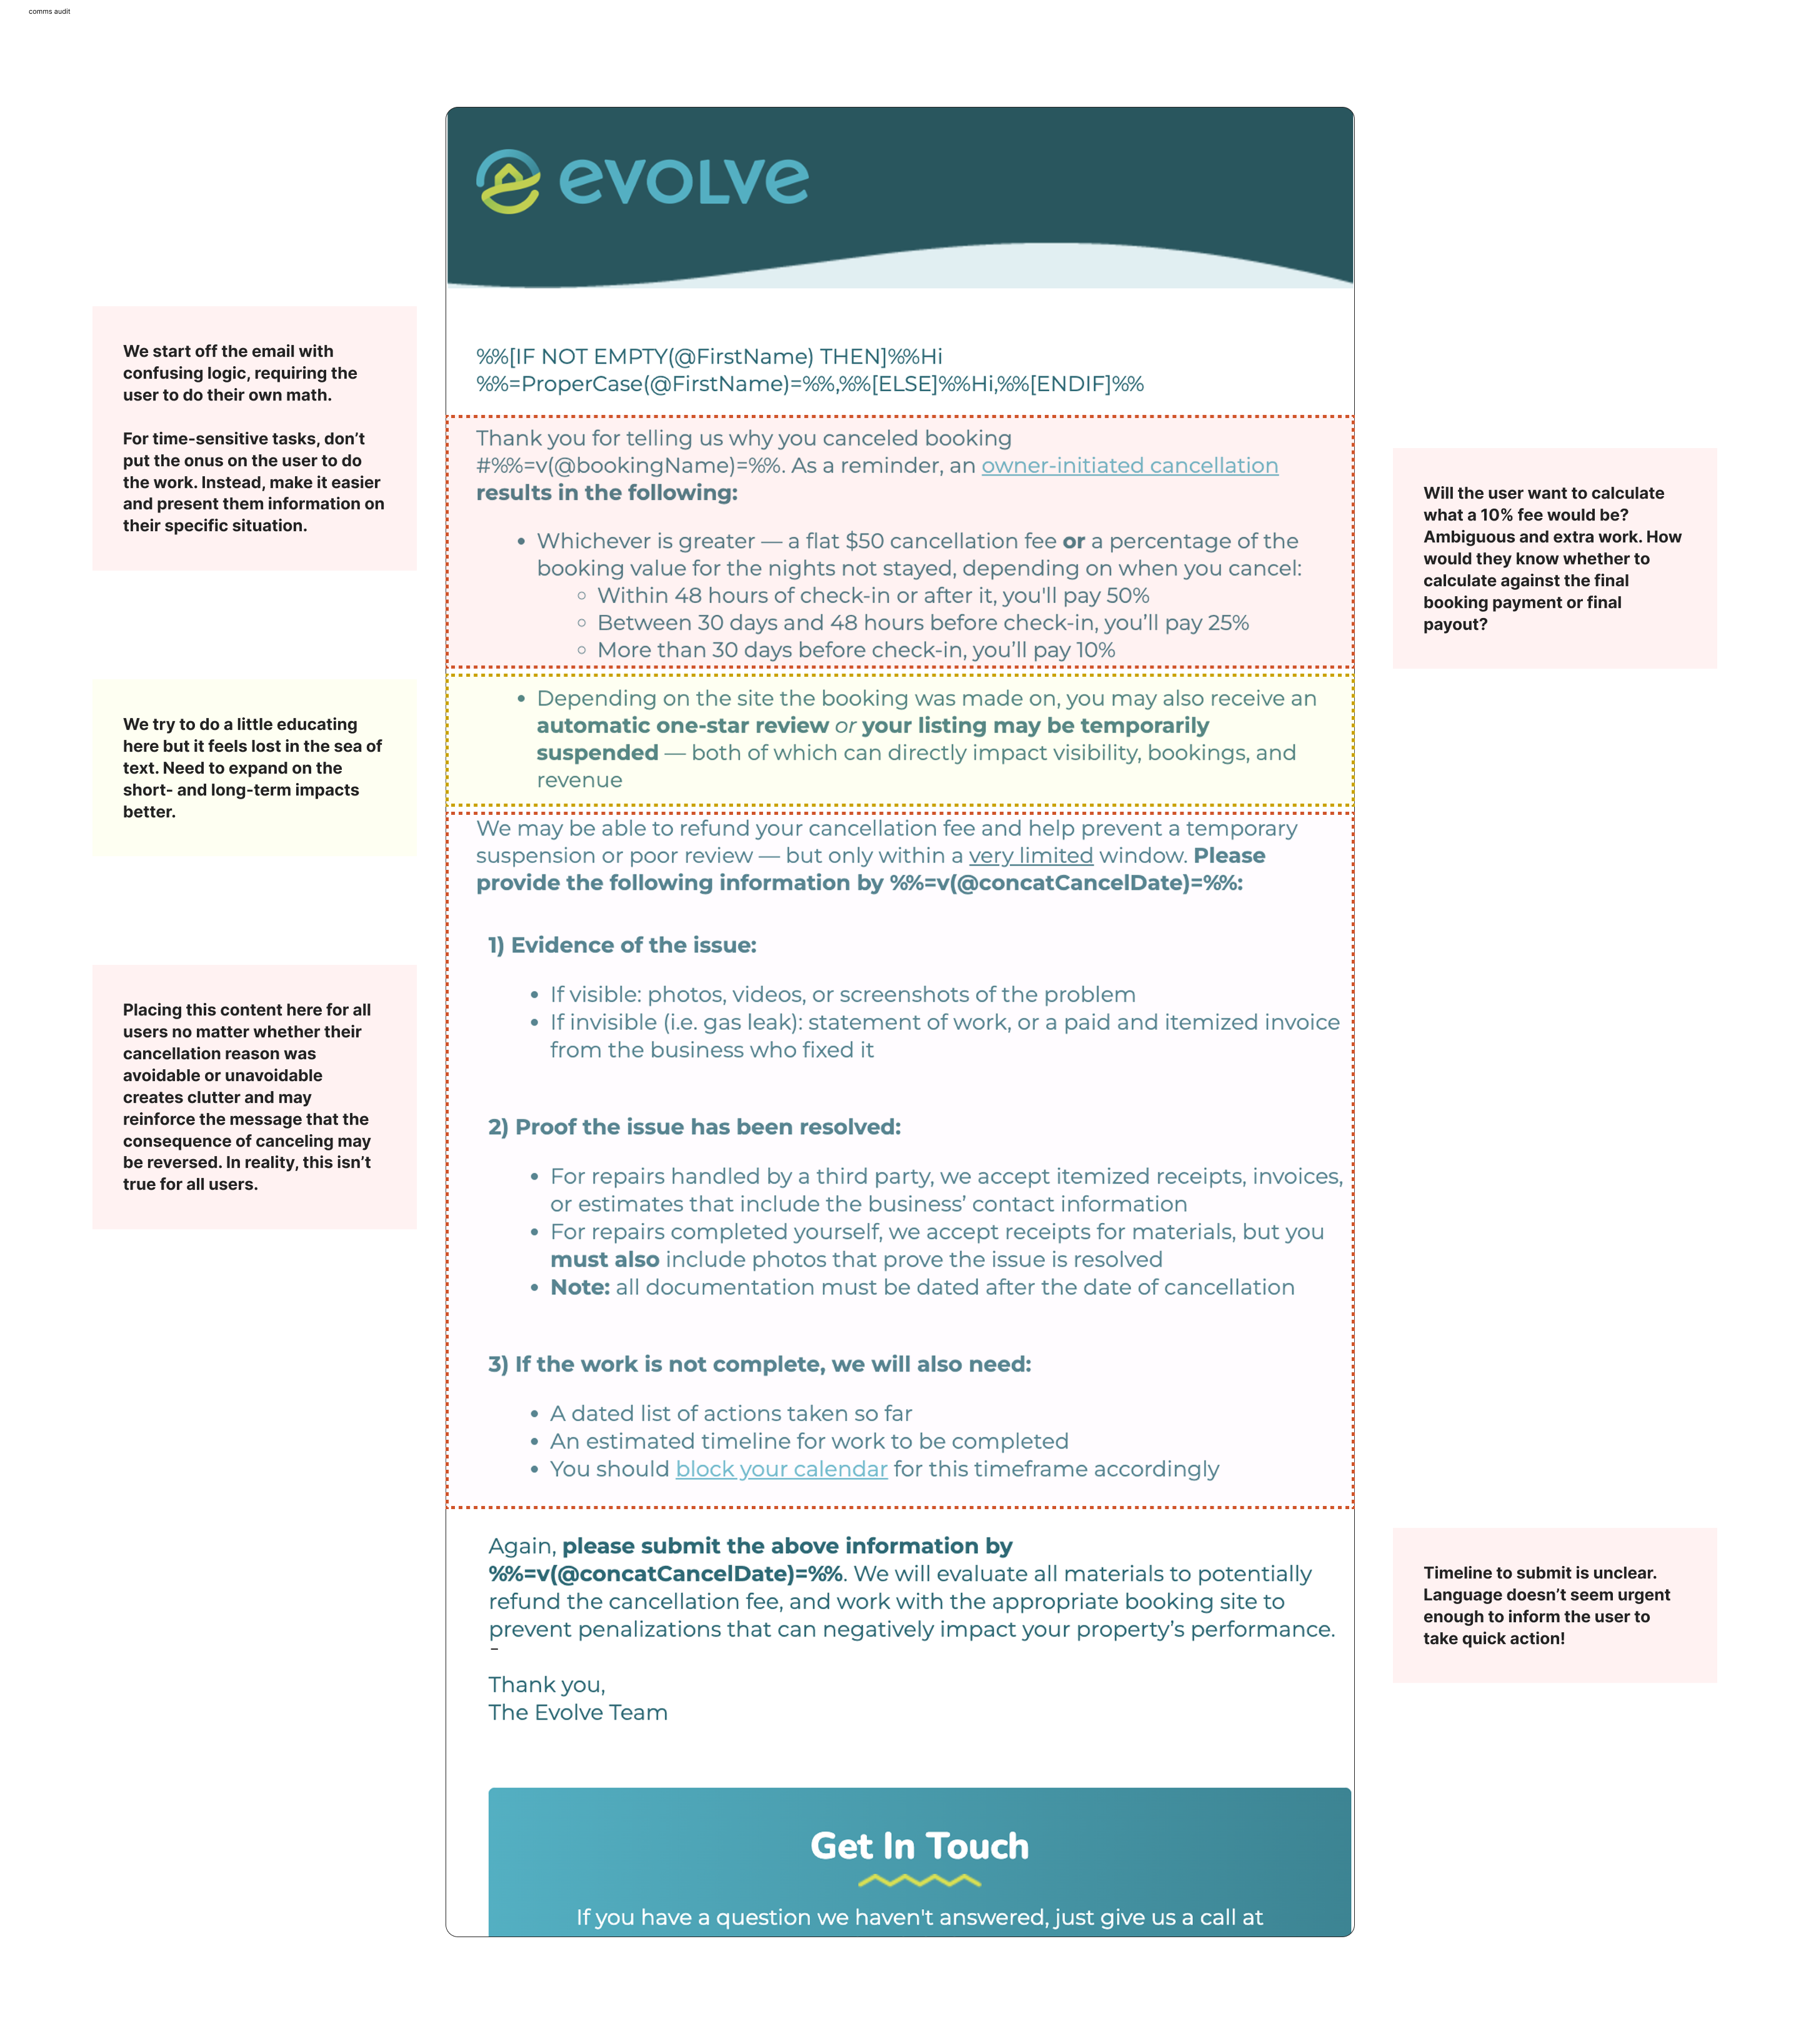 comms audit
evolve
%%[IF NOT EMPTY(@FirstName) THEN]%%Hi
%%=ProperCase(@FirstName)=%%,%%[ELSE]%%Hi,%%[ENDIF]%%
We start off the email with
confusing logic, requiring the
user to do their own math.
For time-sensitive tasks, don’t
put the onus on the user to do
the work. Instead, make it easier
and present them information on
their specific situation.
Thank you for telling us why you canceled booking
#%%=v(@bookingName)=%%. As a reminder, an owner-initiated cancellation
results in the following:
• Whichever is greater — a flat $50 cancellation fee or a percentage of the
booking value for the nights not stayed, depending on when you cancel:
◦ Within 48 hours of check-in or after it, you'll pay 50%
◦ Between 30 days and 48 hours before check-in, you’ll pay 25%
◦ More than 30 days before check-in, you’ll pay 10%
Will the user want to calculate
what a 10% fee would be?
Ambiguous and extra work. How
would they know whether to
calculate against the final
booking payment or final
payout?
We try to do a little educating
here but it feels lost in the sea of
text. Need to expand on the
short- and long-term impacts
better.
• Depending on the site the booking was made on, you may also receive an
automatic one-star review or your listing may be temporarily
suspended — both of which can directly impact visibility, bookings, and
revenue
We may be able to refund your cancellation fee and help prevent a temporary
suspension or poor review — but only within a very limited window. Please
provide the following information by %%=v(@concatCancelDate)=%%:
1) Evidence of the issue:
• If visible: photos, videos, or screenshots of the problem
• If invisible (i.e. gas leak): statement of work, or a paid and itemized invoice
from the business who fixed it
Placing this content here for all
users no matter whether their
cancellation reason was
avoidable or unavoidable
creates clutter and may
reinforce the message that the
consequence of canceling may
be reversed. In reality, this isn’t
true for all users.
2) Proof the issue has been resolved:
• For repairs handled by a third party, we accept itemized receipts, invoices,
or estimates that include the business’ contact information
• For repairs completed yourself, we accept receipts for materials, but you
must also include photos that prove the issue is resolved
• Note: all documentation must be dated after the date of cancellation
3) If the work is not complete, we will also need:
• A dated list of actions taken so far
• An estimated timeline for work to be completed
• You should block your calendar for this timeframe accordingly
Again, please submit the above information by
%%=v(@concatCancelDate)=%%. We will evaluate all materials to potentially
refund the cancellation fee, and work with the appropriate booking site to
prevent penalizations that can negatively impact your property’s performance.
-
Thank you,
The Evolve Team
Timeline to submit is unclear.
Language doesn’t seem urgent
enough to inform the user to
take quick action!
Get In Touch
If you have a question we haven't answered, just give us a call at